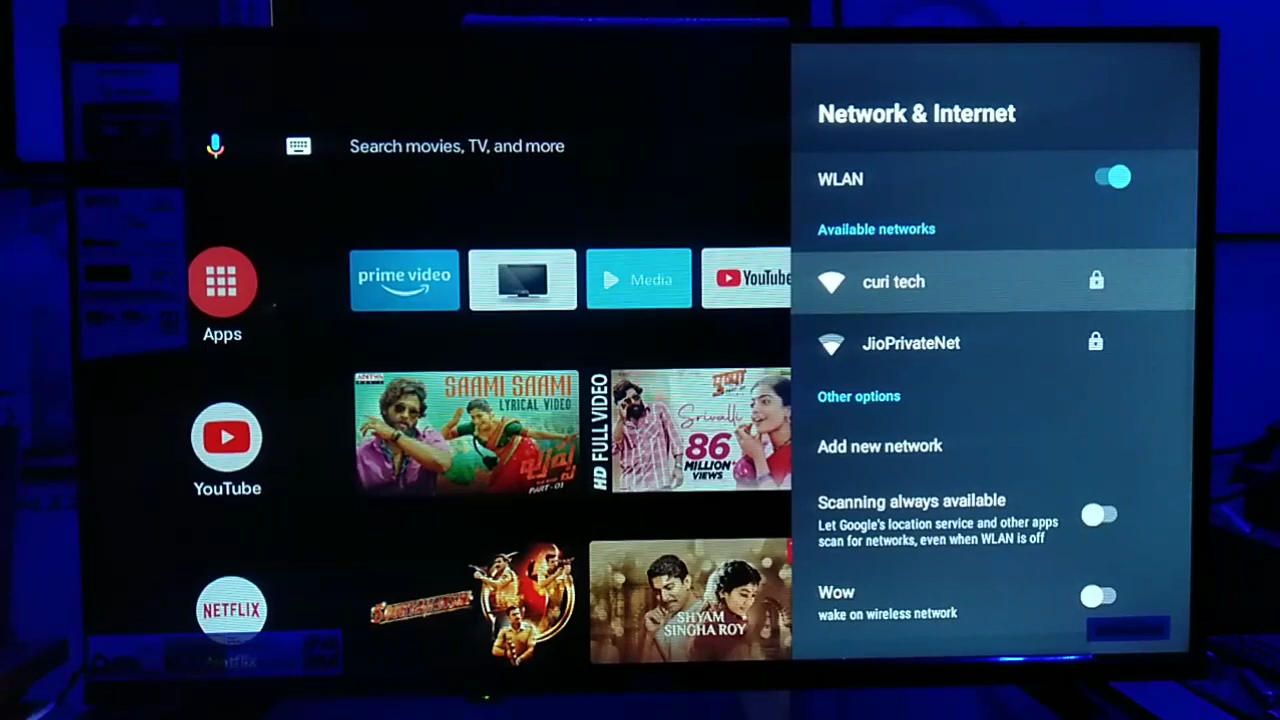 Search movies, TV, and more
Apps
prime video
Media
YouTube
YouTube
SAAMI SAAMI
LYRICAL VIDEO
PART-01
HD FULL VIDEO
पुष्पा
Srivalli
86
MILLION+
VIEWS
NETFLIX
Netflix
SHYAM
SINGHA ROY
Network & Internet
WLAN
Available networks
curi tech
JioPrivateNet
Other options
Add new network
Scanning always available
Let Google's location service and other apps
scan for networks, even when WLAN is off
Wow
wake on wireless network